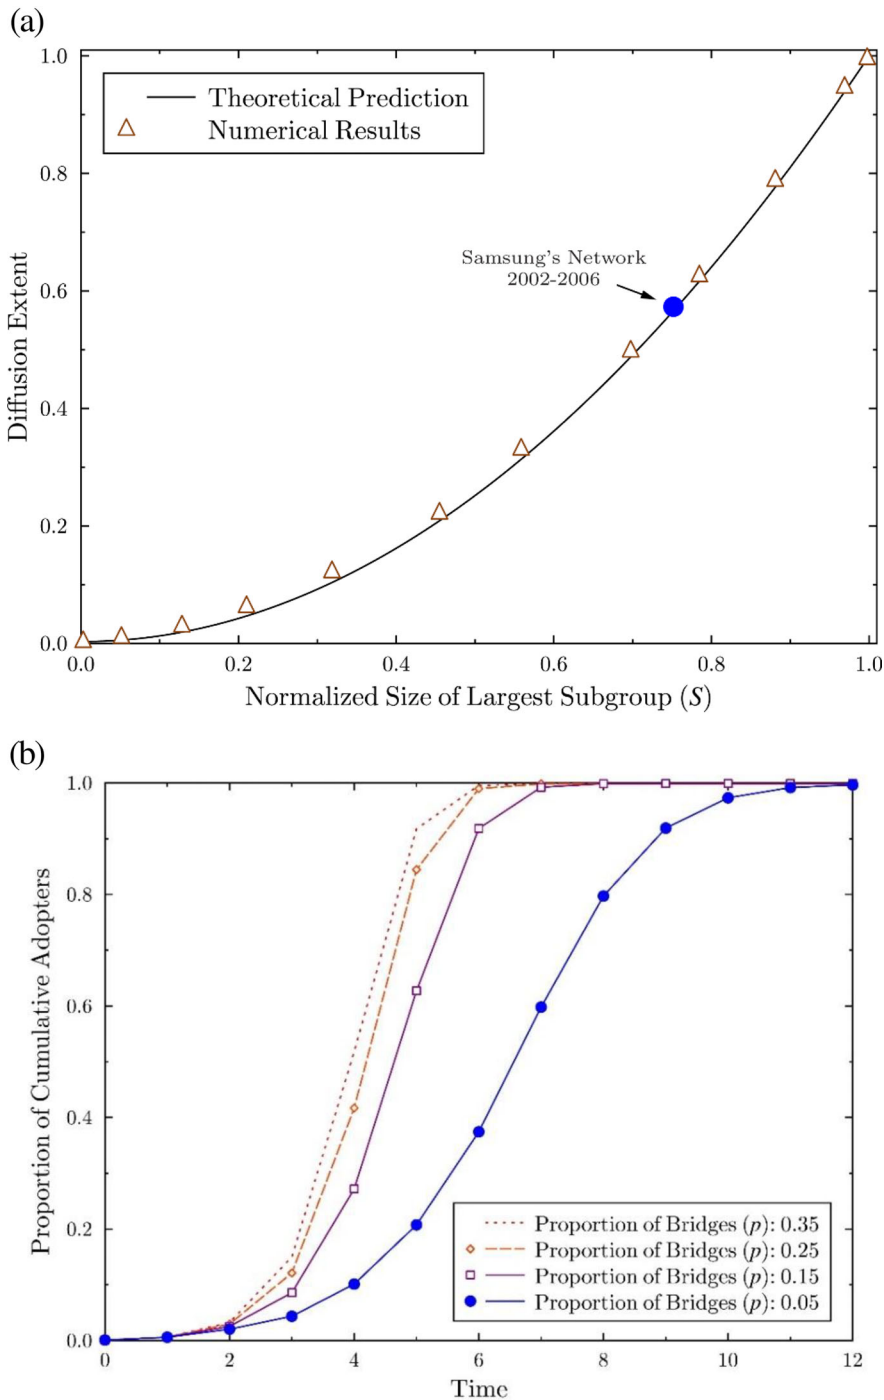 (a)
1.0
0.8
0.6
0.4
0.2
0.0
Diffusion Extent
Theoretical Prediction
Numerical Results
Samsung's Network
2002-2006
0.0 0.2 0.4 0.6 0.8 1.0
Normalized Size of Largest Subgroup (S)
(b)
1.0
0.8
0.6
0.4
0.2
0.0
Proportion of Cumulative Adopters
Proportion of Bridges (p): 0.35
Proportion of Bridges (p): 0.25
Proportion of Bridges (p): 0.15
Proportion of Bridges (p): 0.05
0 2 4 6 8 10 12
Time